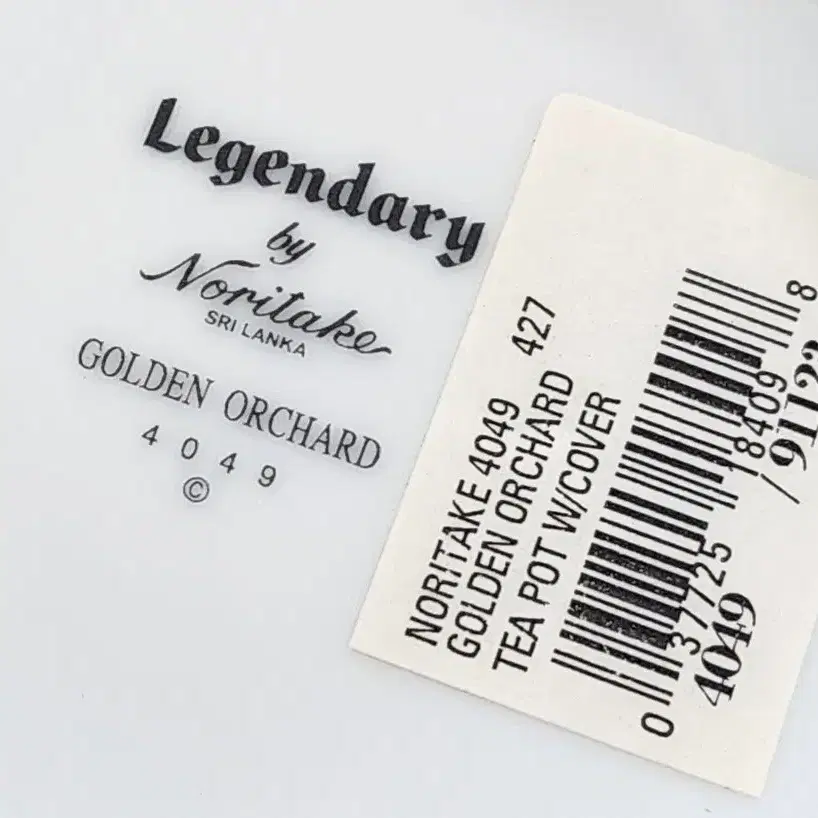 Legendary
by
Noritake
SRI LANKA
GOLDEN ORCHARD
4049
©
NORITAKE 4049 427
GOLDEN ORCHARD
TEA POT W/COVER
0 37725 18409 8
4049 /91122